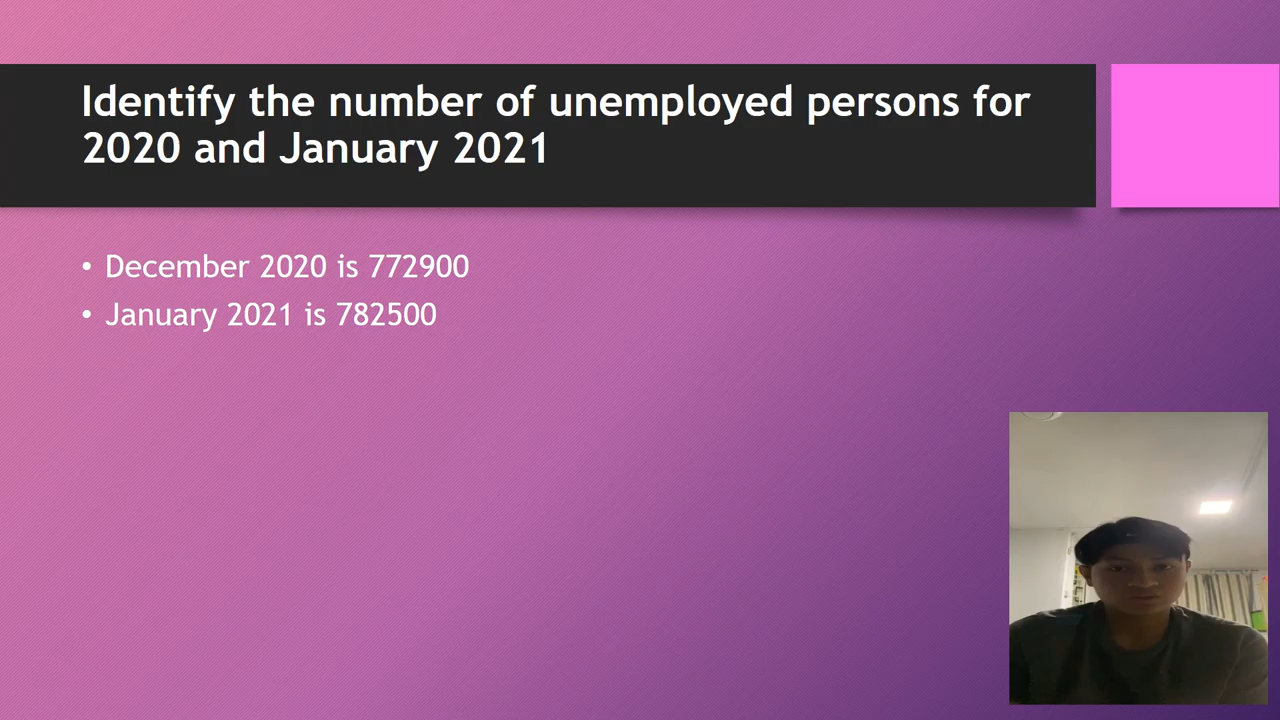 Identify the number of unemployed persons for
2020 and January 2021
• December 2020 is 772900
• January 2021 is 782500